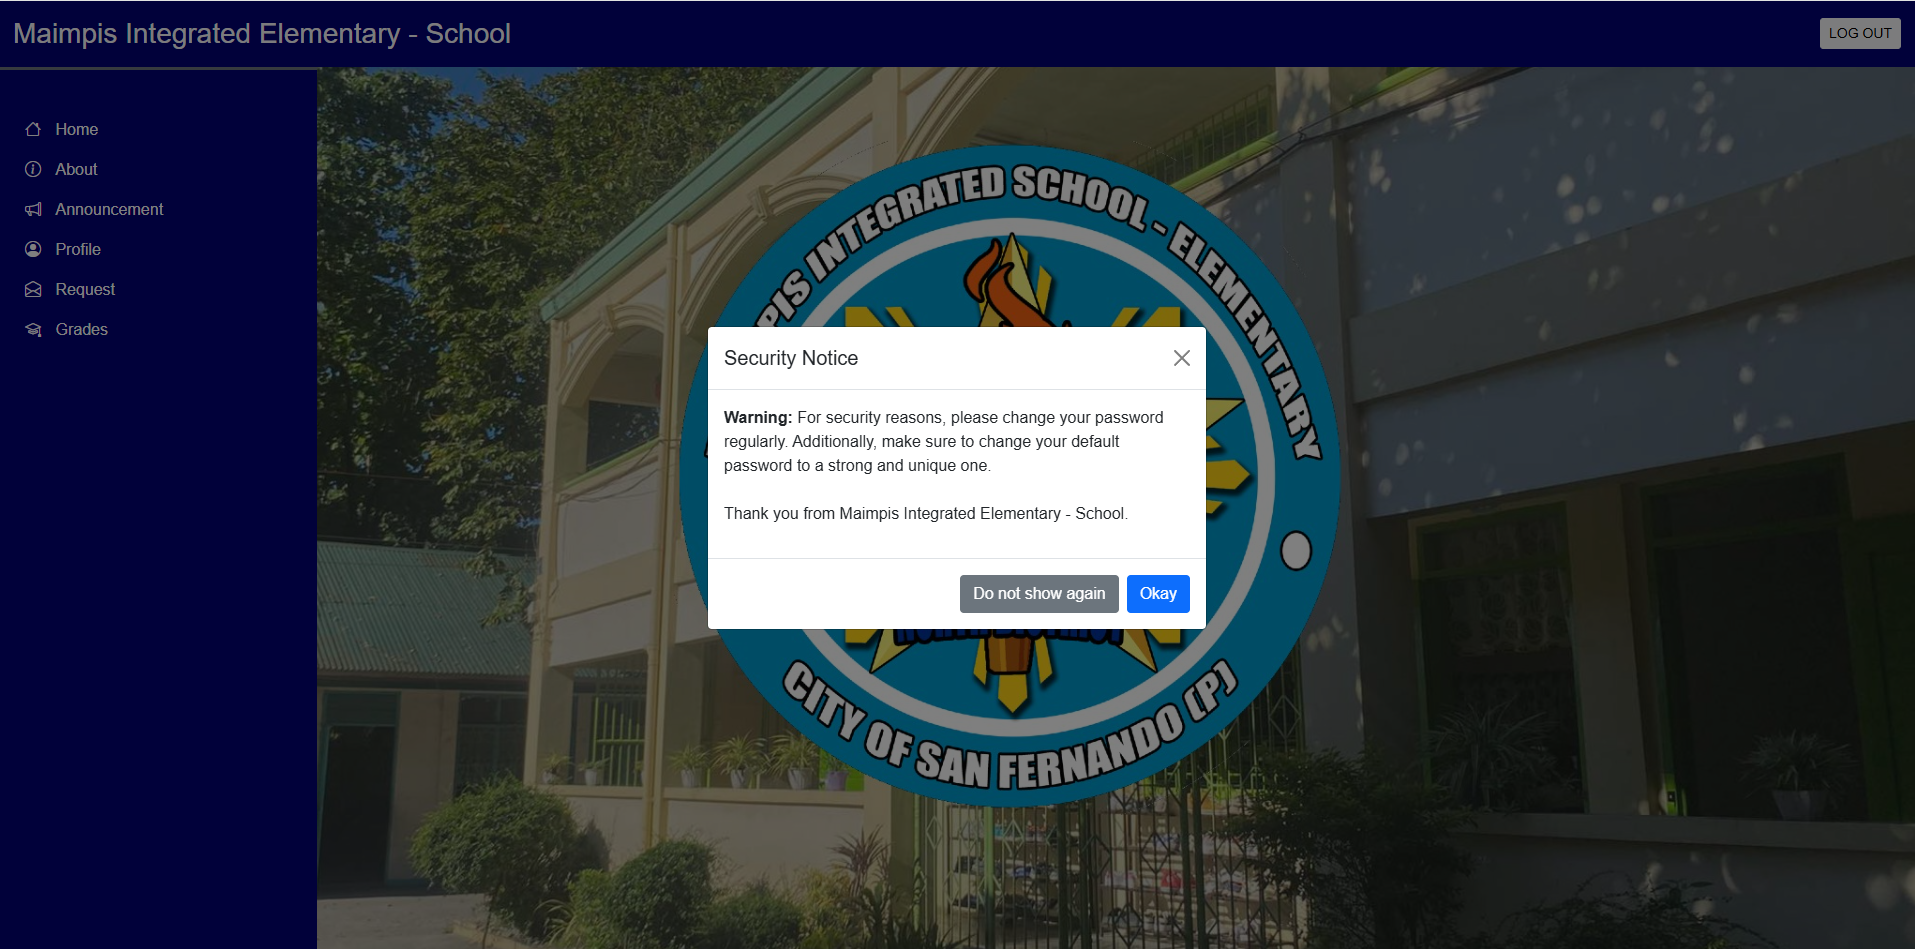 Maimpis Integrated Elementary - School
LOG OUT
Home
About
Announcement
Profile
Request
Grades
INTEGRATED SCHOOL - ELEMENTARY
Security Notice
Warning: For security reasons, please change your password
regularly. Additionally, make sure to change your default
password to a strong and unique one.
Thank you from Maimpis Integrated Elementary - School.
Do not show again
Okay
CITY OF SAN FERNANDO (P)